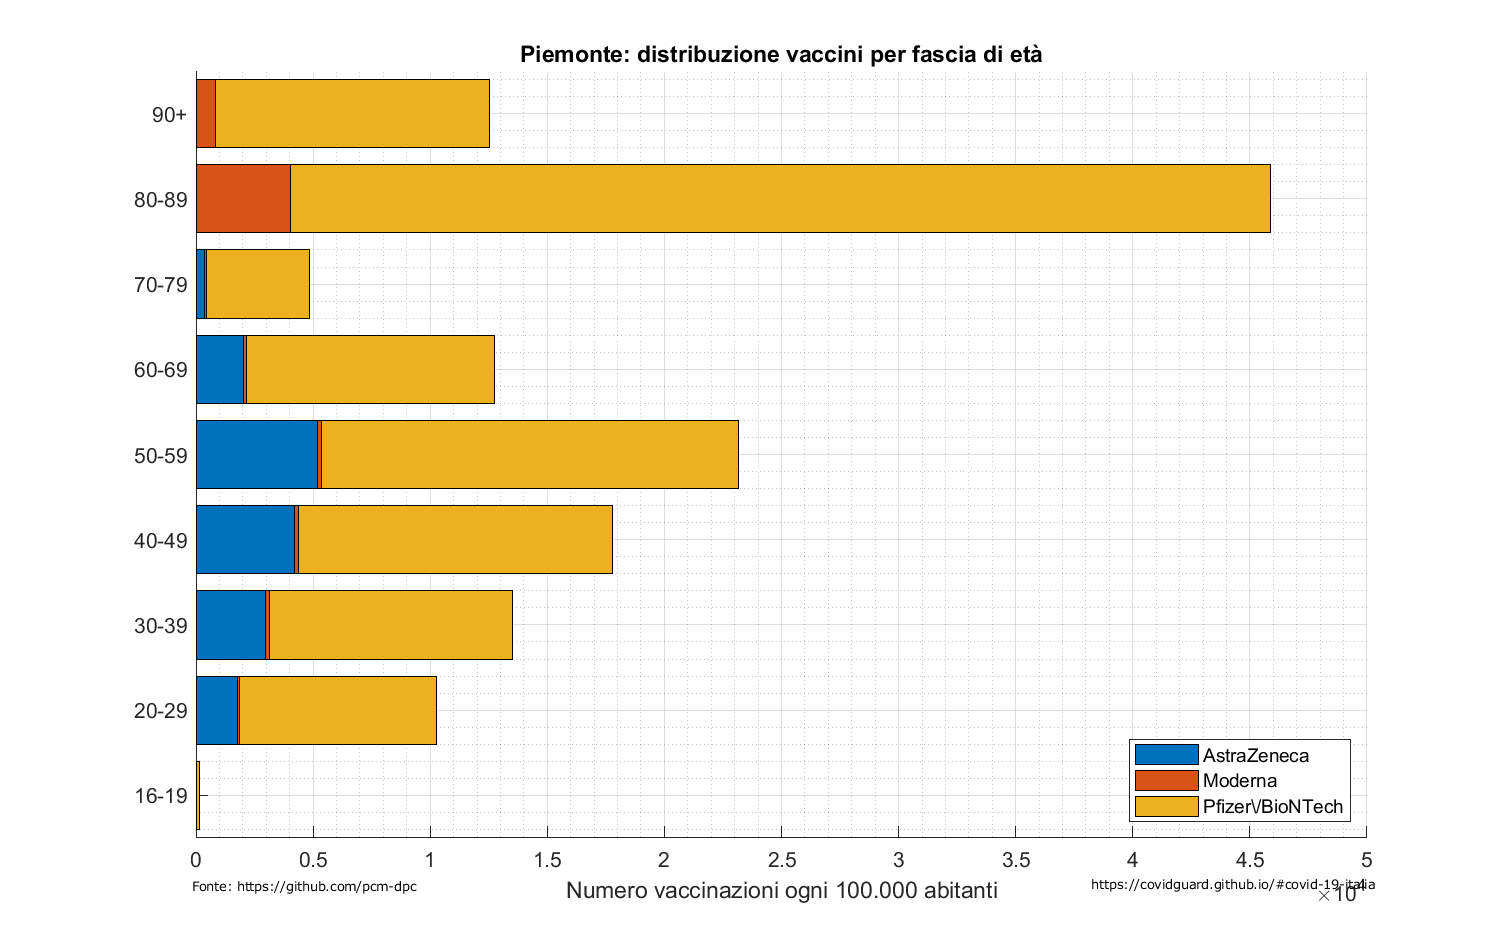 Piemonte: distribuzione vaccini per fascia di età
90+
80-89
70-79
60-69
50-59
40-49
30-39
20-29
16-19
AstraZeneca
Moderna
Pfizer\/BioNTech
0 0.5 1 1.5 2 2.5 3 3.5 4 4.5 5
Fonte: https://github.com/pcm-dpc
Numero vaccinazioni ogni 100.000 abitanti
https://covidguard.github.io/#covid-19-italia
×10⁴